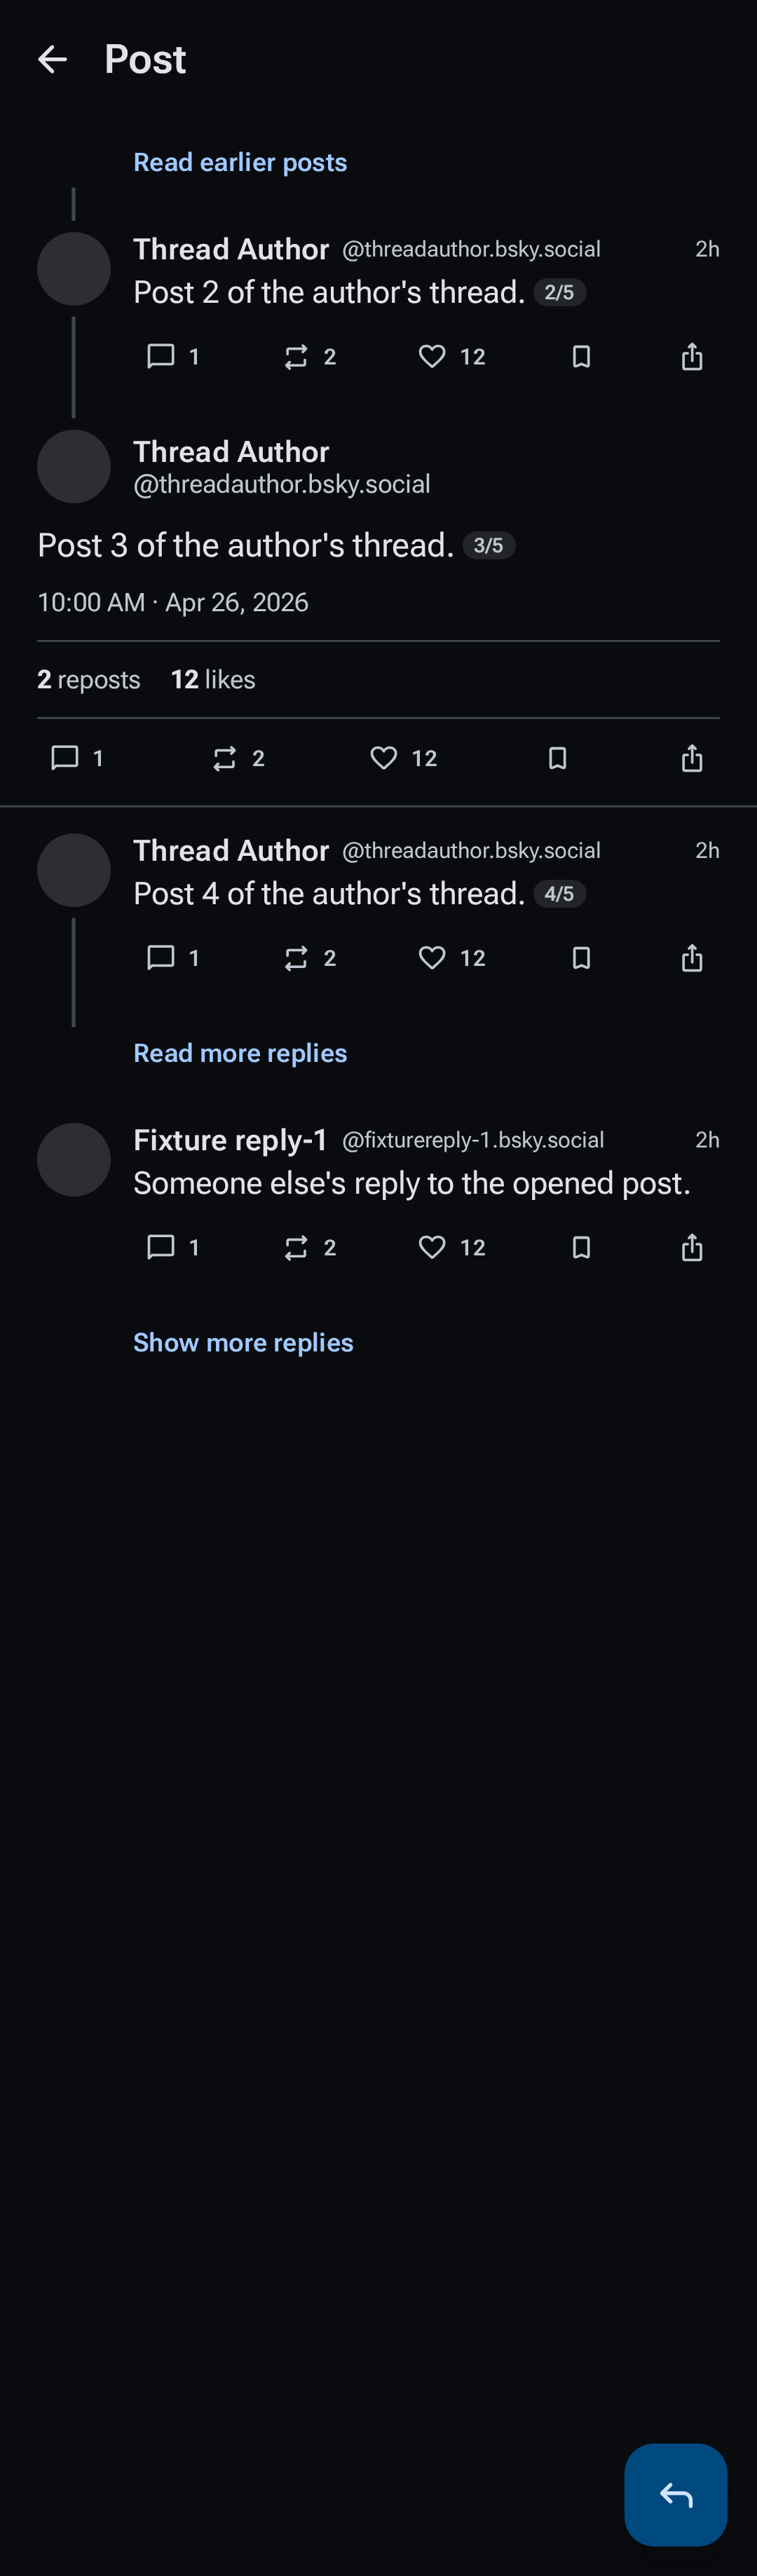 Post
Read earlier posts
Thread Author @threadauthor.bsky.social 2h
Post 2 of the author's thread. 2/5
1 2 12
Thread Author
@threadauthor.bsky.social
Post 3 of the author's thread. 3/5
10:00 AM · Apr 26, 2026
2 reposts 12 likes
1 2 12
Thread Author @threadauthor.bsky.social 2h
Post 4 of the author's thread. 4/5
1 2 12
Read more replies
Fixture reply-1 @fixturereply-1.bsky.social 2h
Someone else's reply to the opened post.
1 2 12
Show more replies